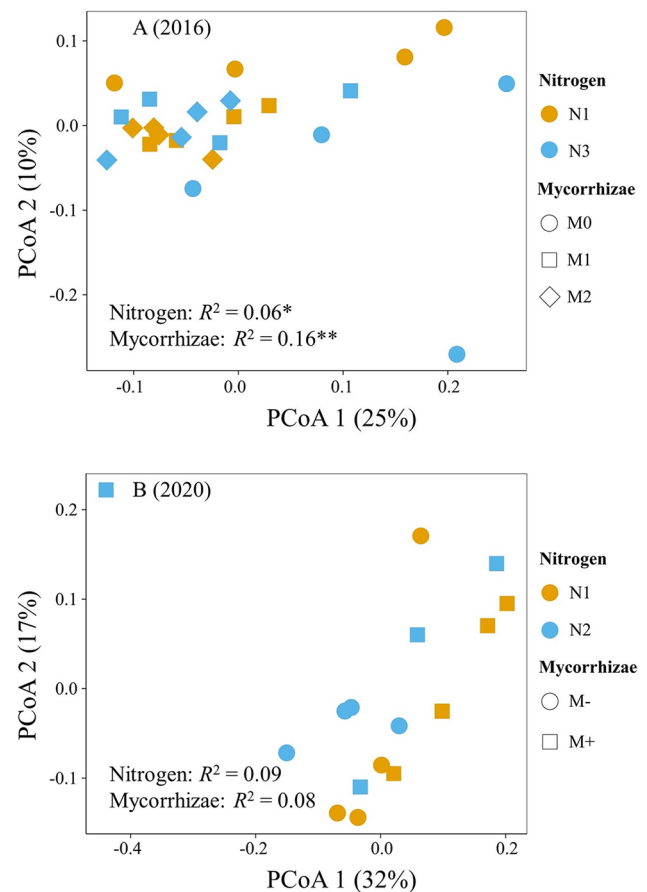 A (2016)
0.1
0.0
-0.1
-0.2
PCoA 2 (10%)
Nitrogen: R² = 0.06*
Mycorrhizae: R² = 0.16**
-0.1 0.0 0.1 0.2
PCoA 1 (25%)
Nitrogen
N1
N3
Mycorrhizae
M0
M1
M2
B (2020)
0.2
0.1
0.0
-0.1
PCoA 2 (17%)
Nitrogen: R² = 0.09
Mycorrhizae: R² = 0.08
-0.4 -0.2 0.0 0.2
PCoA 1 (32%)
Nitrogen
N1
N2
Mycorrhizae
M-
M+